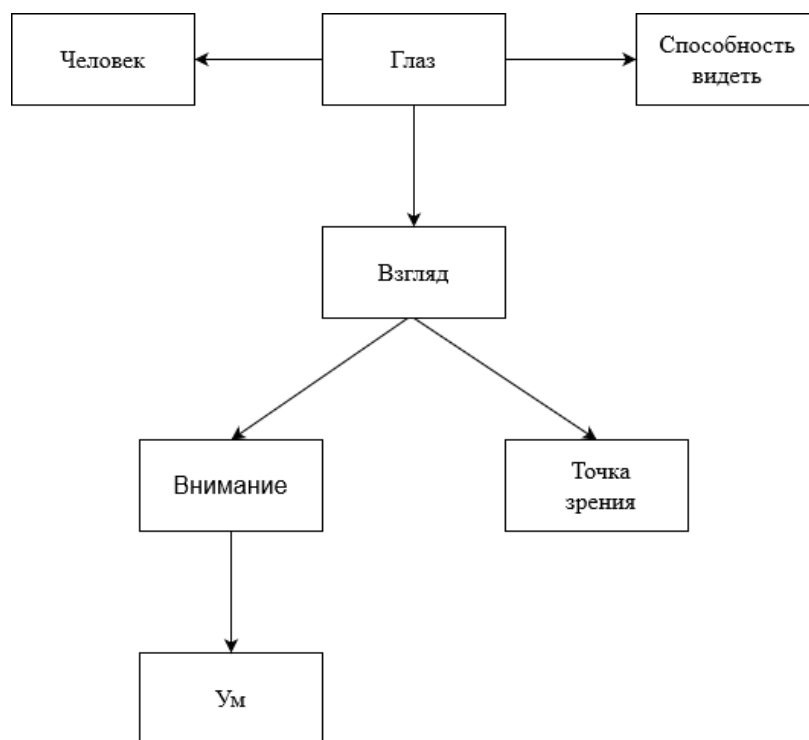 Человек
Глаз
Способность
видеть
Взгляд
Внимание
Точка
зрения
Ум